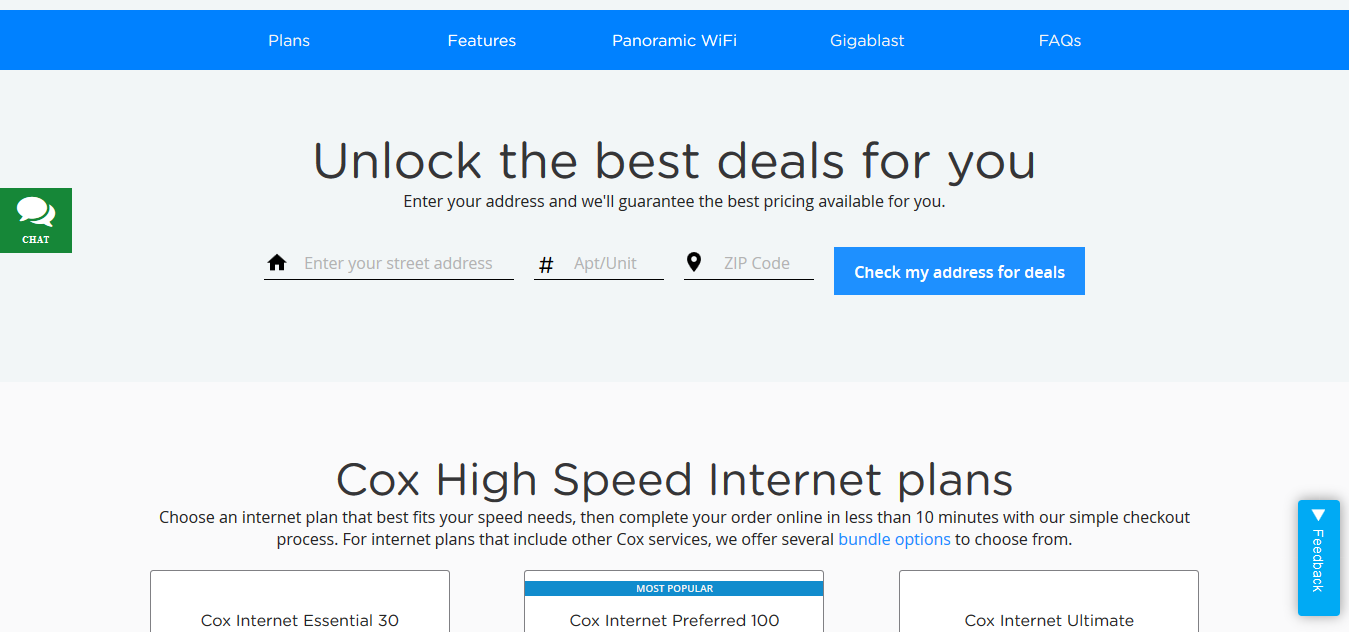 Plans Features Panoramic WiFi Gigablast FAQs
Unlock the best deals for you
Enter your address and we'll guarantee the best pricing available for you.
CHAT
Enter your street address # Apt/Unit ZIP Code Check my address for deals
Cox High Speed Internet plans
Choose an internet plan that best fits your speed needs, then complete your order online in less than 10 minutes with our simple checkout
process. For internet plans that include other Cox services, we offer several bundle options to choose from.
Feedback
MOST POPULAR
Cox Internet Essential 30 Cox Internet Preferred 100 Cox Internet Ultimate